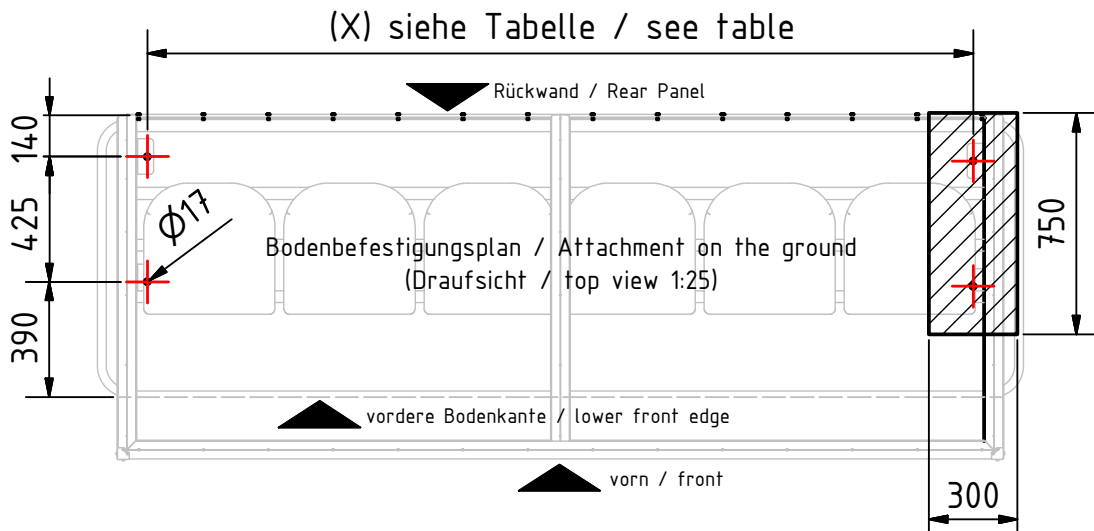 (X) siehe Tabelle / see table
Rückwand / Rear Panel
140
425
Ø17
750
Bodenbefestigungsplan / Attachment on the ground
(Draufsicht / top view 1:25)
390
vordere Bodenkante / lower front edge
vorn / front
300